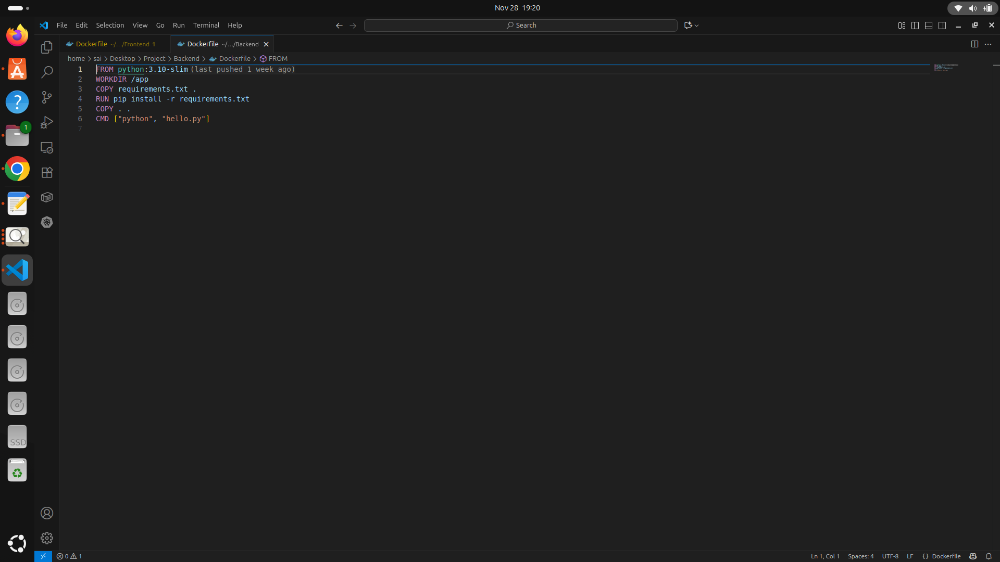 Nov 28 19:20
File Edit Selection View Go Run Terminal Help
Search
Dockerfile ~/.../Frontend 1
Dockerfile ~/.../Backend
home > sai > Desktop > Project > Backend > Dockerfile > FROM
1 FROM python:3.10-slim (last pushed 1 week ago)
2 WORKDIR /app
3 COPY requirements.txt .
4 RUN pip install -r requirements.txt
5 COPY . .
6 CMD ["python", "hello.py"]
7
1
SSD
0 1
Ln 1, Col 1 Spaces: 4 UTF-8 LF {} Dockerfile